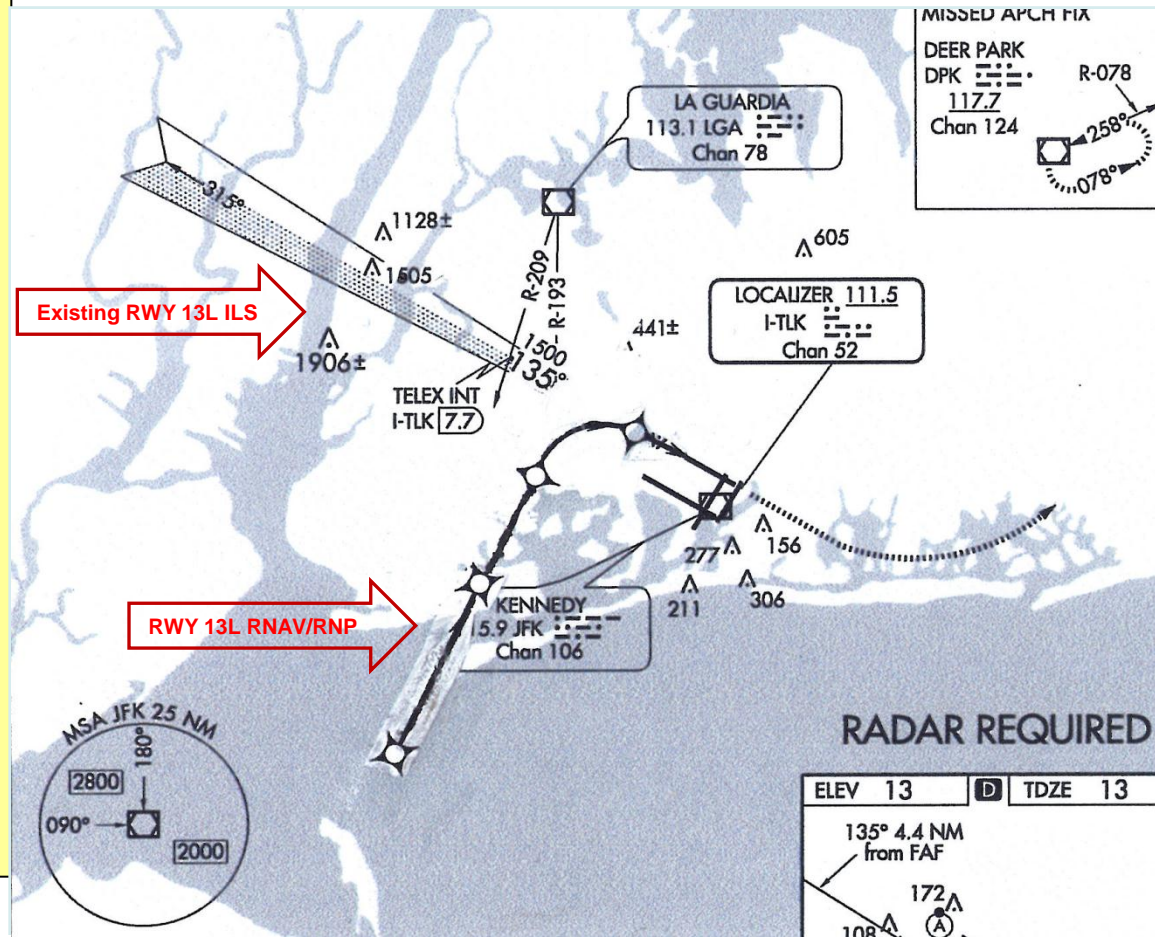 MISSED APCH FIX
DEER PARK
DPK
117.7
Chan 124
R-078
258°
078°
LA GUARDIA
113.1 LGA
Chan 78
315°
1128±
1605
605
R-209
R-193
Existing RWY 13L ILS
1906±
LOCALIZER 111.5
I-TLK
Chan 52
441±
1500
135°
TELEX INT
I-TLK 7.7
277
156
211
306
RWY 13L RNAV/RNP
KENNEDY
15.9 JFK
Chan 106
MSA JFK 25 NM
180°
2800
090°
2000
RADAR REQUIRED
ELEV 13 D TDZE 13
135° 4.4 NM
from FAF
172
A
108